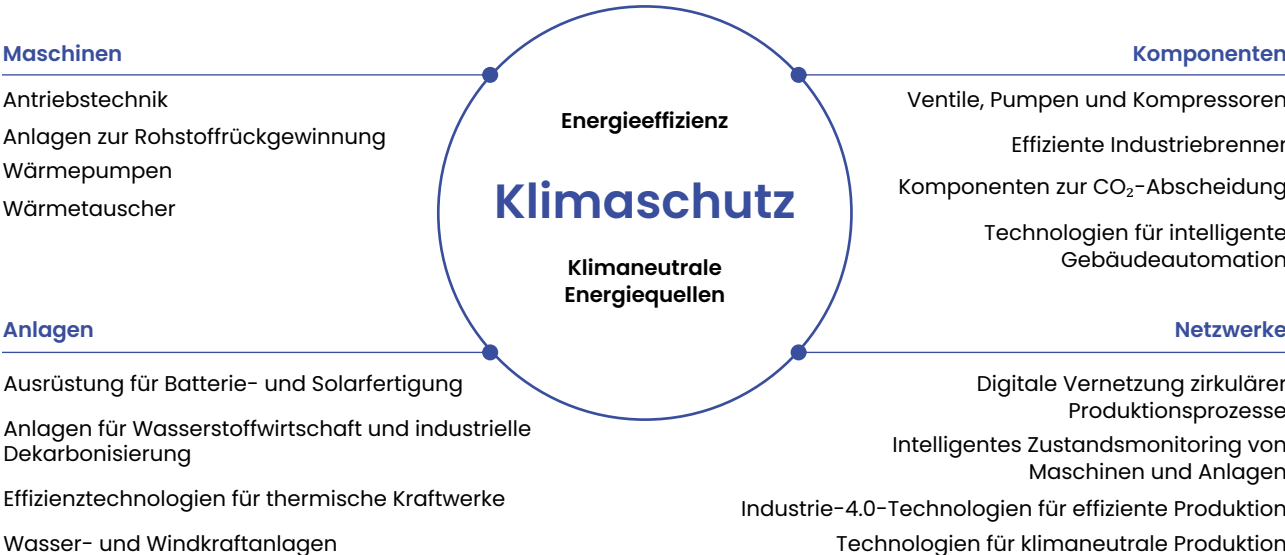 Maschinen
Antriebstechnik
Anlagen zur Rohstoffrückgewinnung
Wärmepumpen
Wärmetauscher
Energieeffizienz
Klimaschutz
Klimaneutrale
Energiequellen
Komponenten
Ventile, Pumpen und Kompressoren
Effiziente Industriebrenner
Komponenten zur CO₂-Abscheidung
Technologien für intelligente
Gebäudeautomation
Anlagen
Ausrüstung für Batterie- und Solarfertigung
Anlagen für Wasserstoffwirtschaft und industrielle
Dekarbonisierung
Effizienztechnologien für thermische Kraftwerke
Wasser- und Windkraftanlagen
Netzwerke
Digitale Vernetzung zirkulärer
Produktionsprozesse
Intelligentes Zustandsmonitoring von
Maschinen und Anlagen
Industrie-4.0-Technologien für effiziente Produktion
Technologien für klimaneutrale Produktion